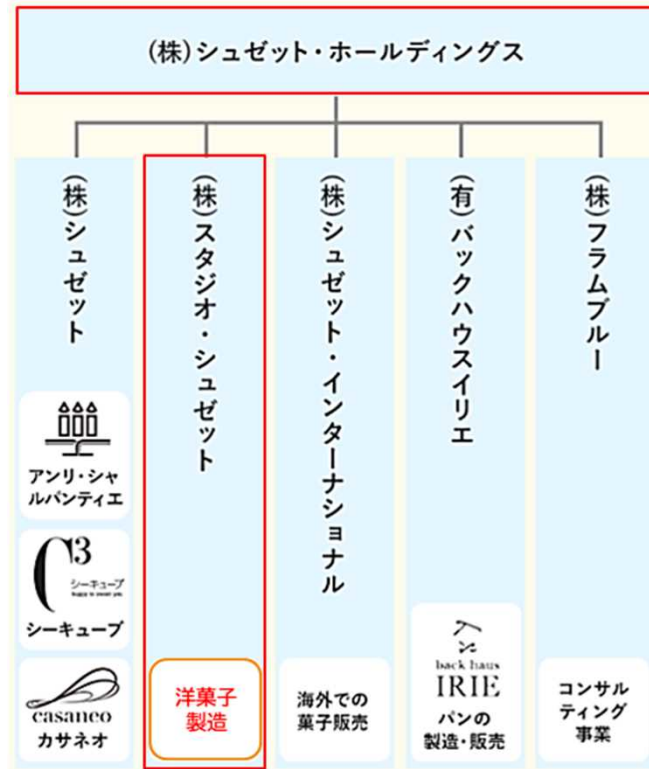 (株)シュゼット・ホールディングス
(株)シュゼット
アンリ・シャ
ルパンティエ
C3
シーキューブ
happy to sweet you
シーキューブ
casaneo
カサネオ
(株)スタジオ・シュゼット
洋菓子
製造
(株)シュゼット・インターナショナル
海外での
菓子販売
(有)バックハウスイリエ
back haus
IRIE
パンの
製造・販売
(株)フラムブルー
コンサル
ティング
事業